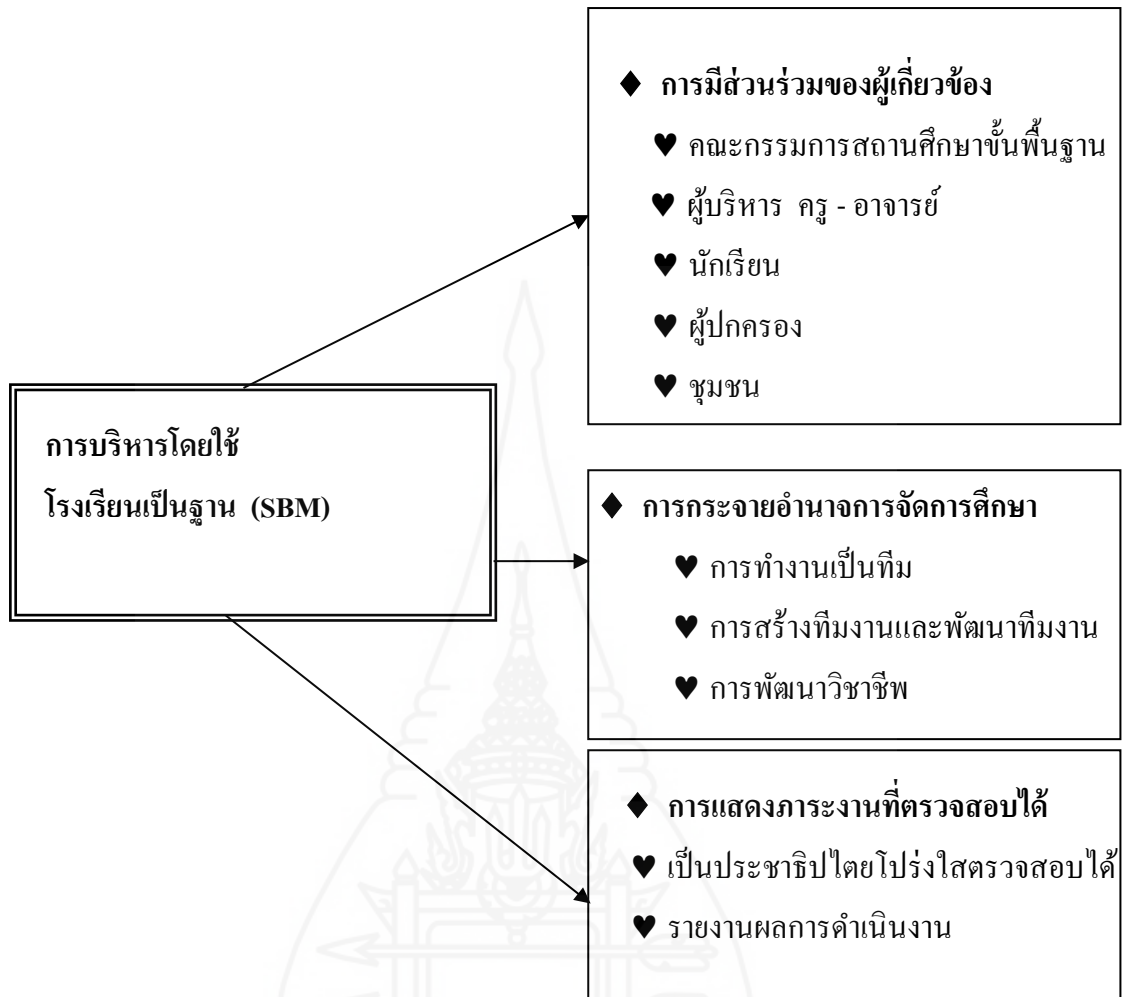 การบริหารโดยใช้
โรงเรียนเป็นฐาน (SBM)
♦ การมีส่วนร่วมของผู้เกี่ยวข้อง
♥ คณะกรรมการสถานศึกษาขั้นพื้นฐาน
♥ ผู้บริหาร ครู - อาจารย์
♥ นักเรียน
♥ ผู้ปกครอง
♥ ชุมชน
♦ การกระจายอำนาจการจัดการศึกษา
♥ การทำงานเป็นทีม
♥ การสร้างทีมงานและพัฒนาทีมงาน
♥ การพัฒนาวิชาชีพ
♦ การแสดงภาระงานที่ตรวจสอบได้
♥ เป็นประชาธิปไตยโปร่งใสตรวจสอบได้
♥ รายงานผลการดำเนินงาน